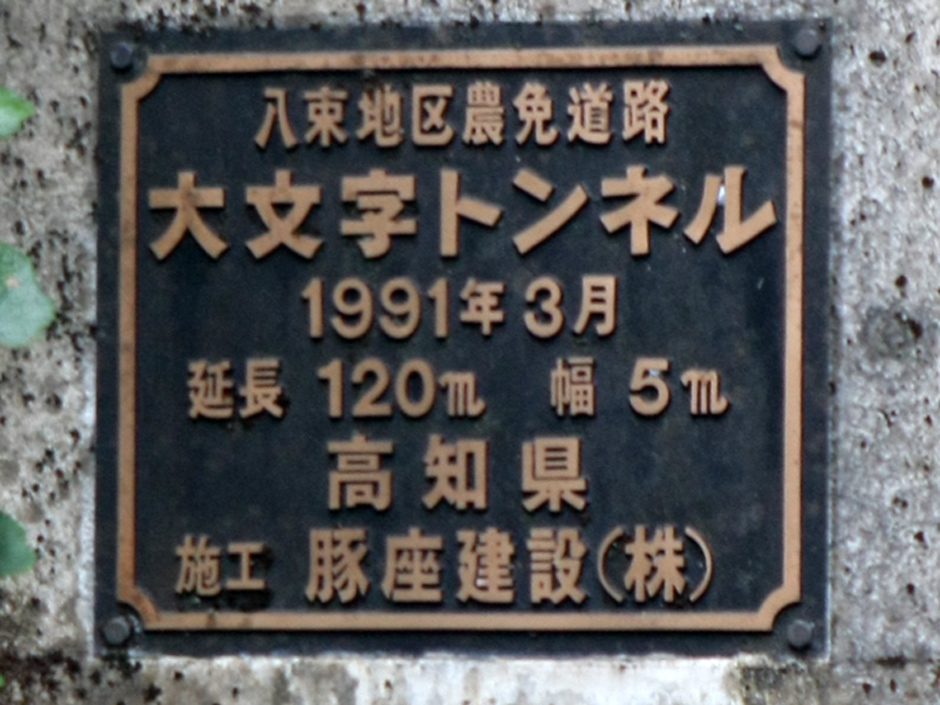 八束地区農免道路
大文字トンネル
1991年3月
延長 120m 幅 5m
高知県
施工 豚座建設(株)